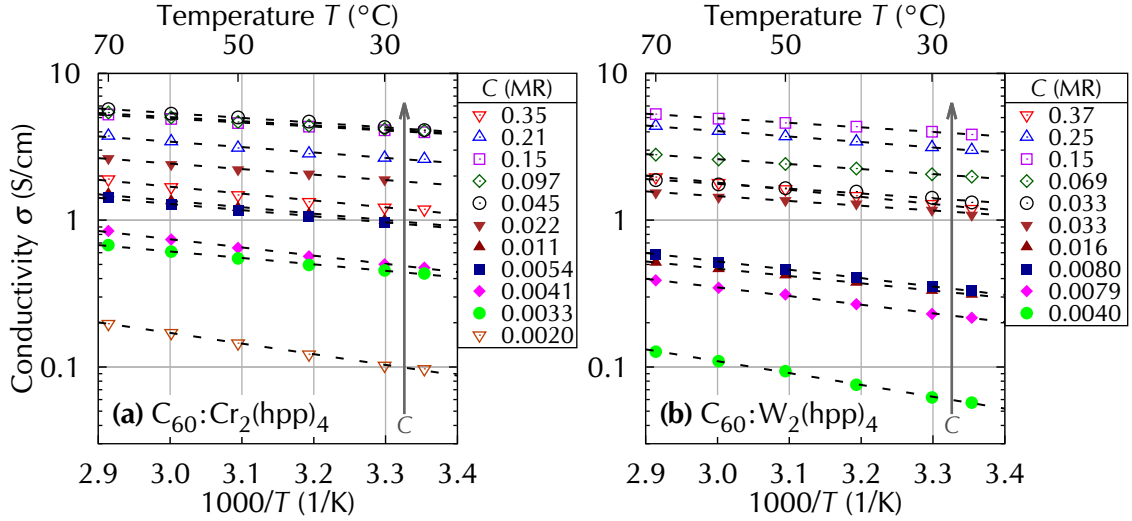 Temperature T (°C)
70 50 30
10
1
0.1
Conductivity σ (S/cm)
(a) C60:Cr2(hpp)4
C
2.9 3.0 3.1 3.2 3.3 3.4
1000/T (1/K)
C (MR)
0.35
0.21
0.15
0.097
0.045
0.022
0.011
0.0054
0.0041
0.0033
0.0020
Temperature T (°C)
70 50 30
10
1
0.1
(b) C60:W2(hpp)4
C
2.9 3.0 3.1 3.2 3.3 3.4
1000/T (1/K)
C (MR)
0.37
0.25
0.15
0.069
0.033
0.033
0.016
0.0080
0.0079
0.0040